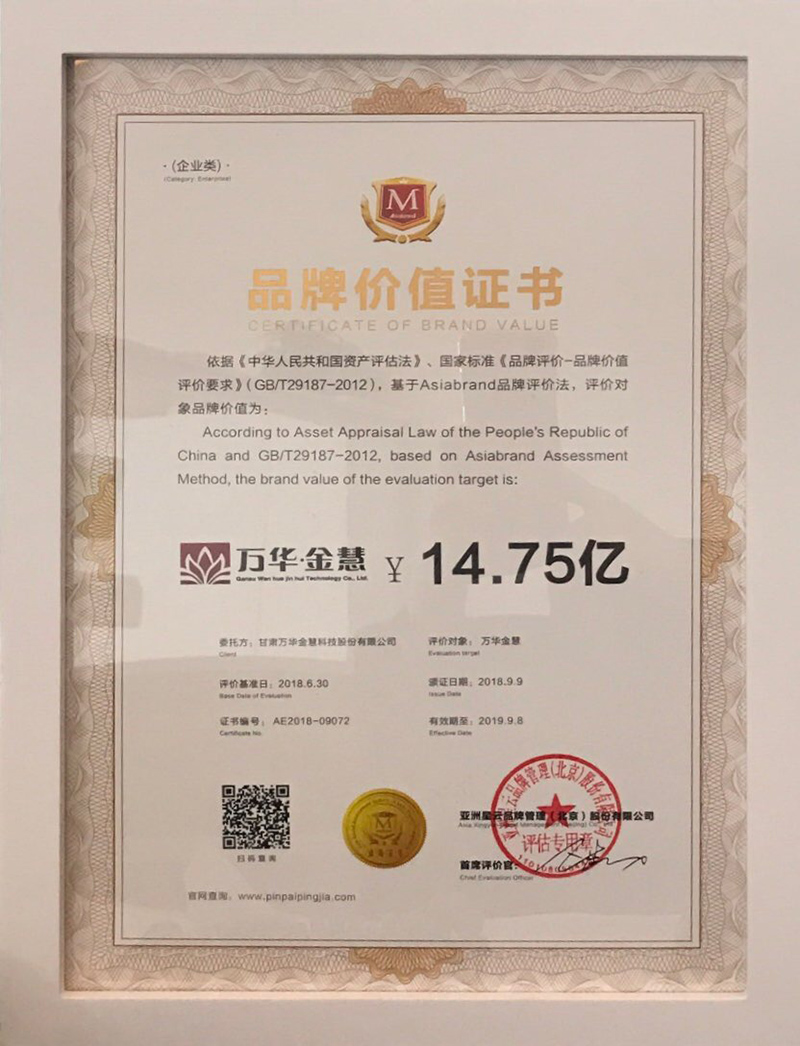 ·(企业类)·
(Category: Enterprise)
M
Asiabrand
品牌价值证书
CERTIFICATE OF BRAND VALUE
依据《中华人民共和国资产评估法》、国家标准《品牌评价-品牌价值
评价要求》(GB/T29187-2012)，基于Asiabrand品牌评价法，评价对
象品牌价值为：
According to Asset Appraisal Law of the People's Republic of
China and GB/T29187-2012, based on Asiabrand Assessment
Method, the brand value of the evaluation target is:
万华·金慧 ¥ 14.75亿
Gansu Wan hua jin hui Technology Co., Ltd.
委托方：甘肃万华金慧科技股份有限公司 评价对象：万华金慧
Client Evaluation target
评价基准日：2018.6.30 颁证日期：2018.9.9
Base Date of Evaluation Issue Date
证书编号：AE2018-09072 有效期至：2019.9.8
Certificate No Effective Date
M
亚洲星云品牌管理(北京)股份有限公司
评估专用章
扫码查询
首席评价官：
Chief Evaluation Officer
官网查询：www.pinpaipingjia.com